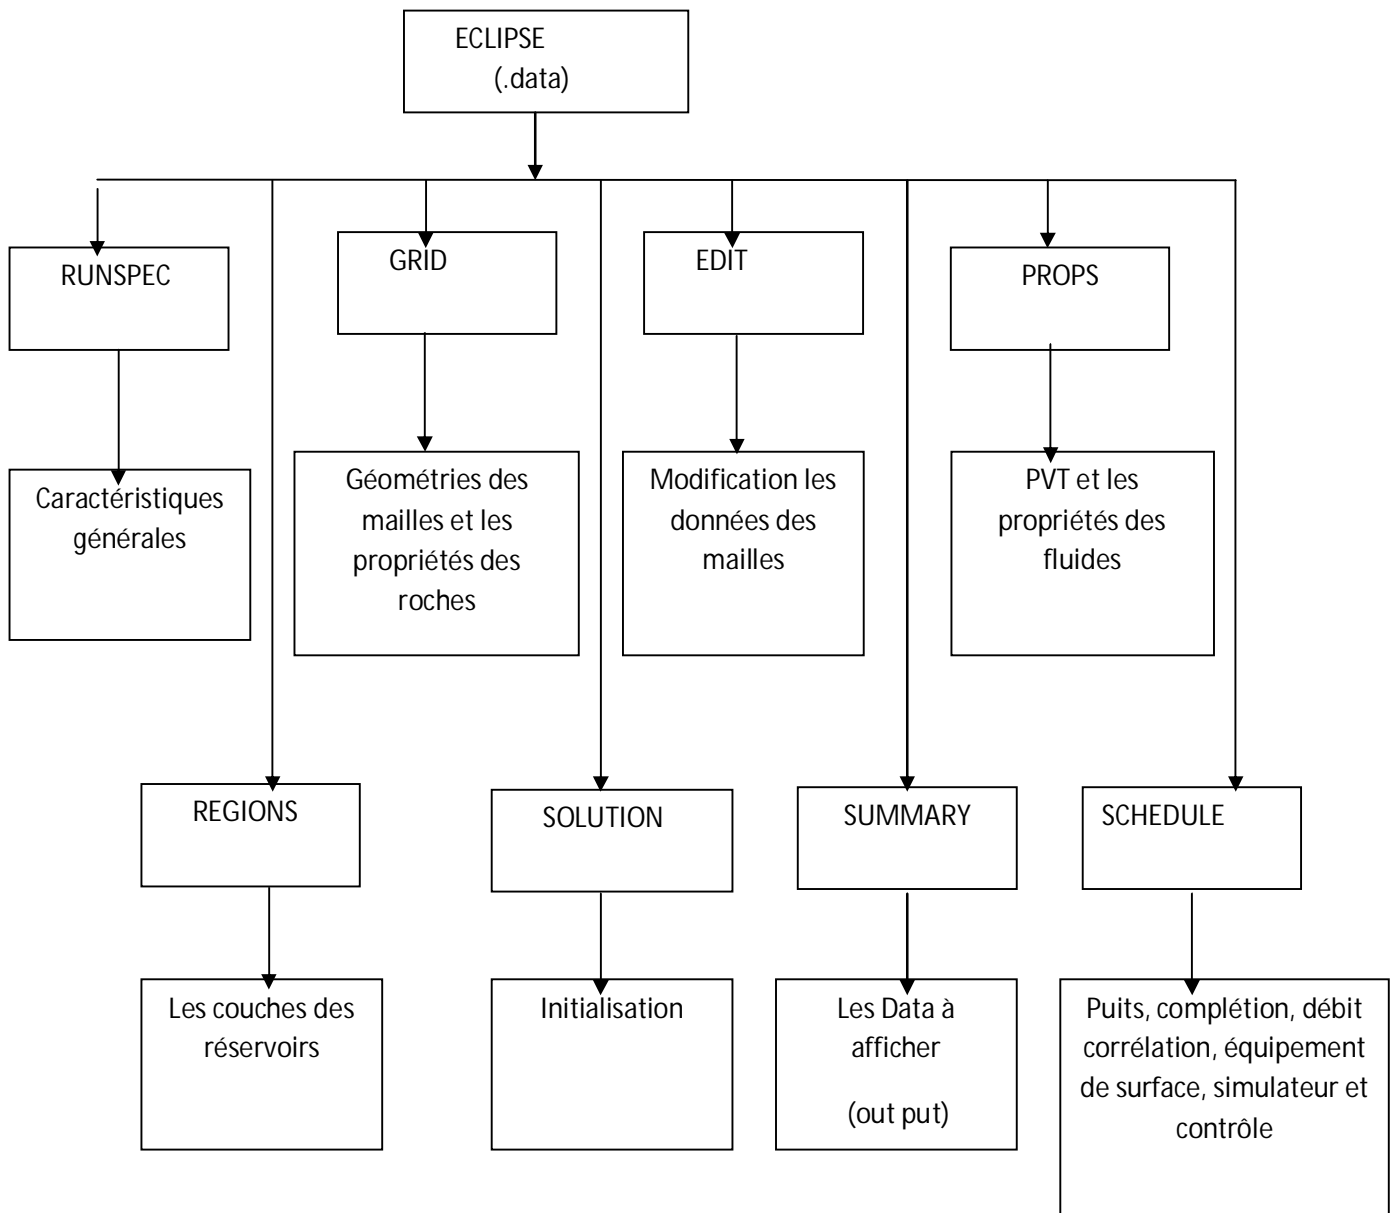 ECLIPSE
(.data)
RUNSPEC
GRID
EDIT
PROPS
Caractéristiques
générales
Géométries des
mailles et les
propriétés des
roches
Modification les
données des
mailles
PVT et les
propriétés des
fluides
REGIONS
SOLUTION
SUMMARY
SCHEDULE
Les couches des
réservoirs
Initialisation
Les Data à
afficher
(out put)
Puits, complétion, débit
corrélation, équipement
de surface, simulateur et
contrôle